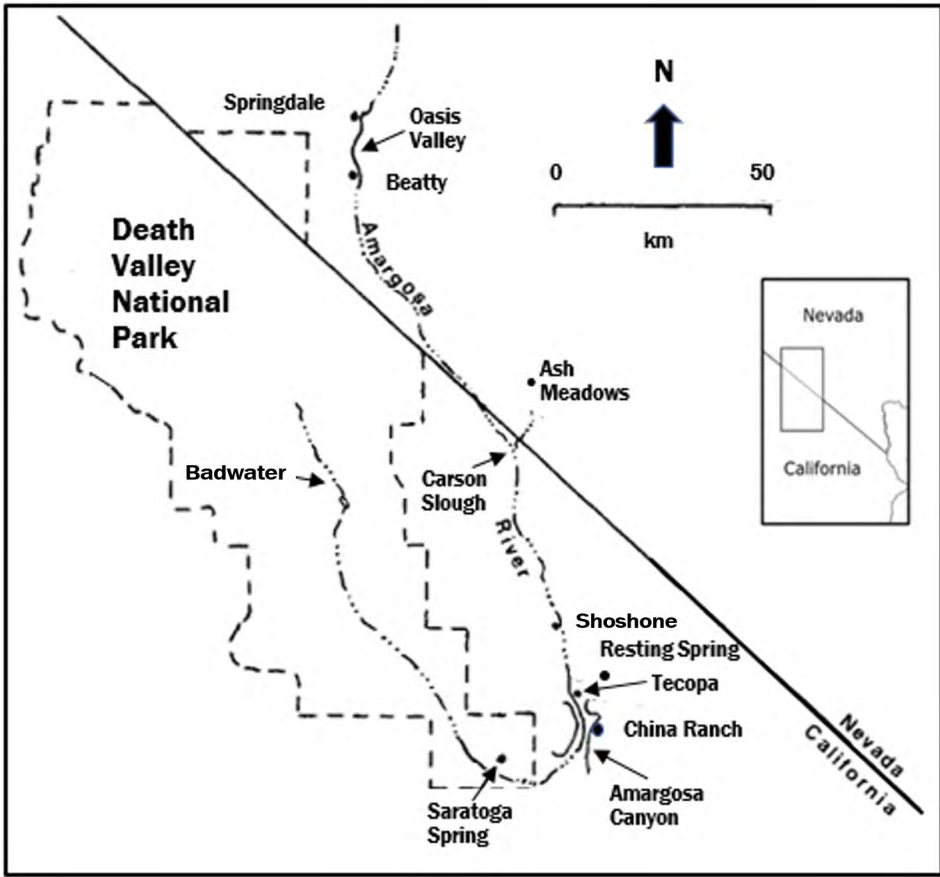 Springdale
Oasis
Valley
Beatty
N
0 50
km
Death
Valley
National
Park
Amargosa
Nevada
California
Ash
Meadows
Badwater
Carson
Slough
River
Shoshone
Resting Spring
Tecopa
China Ranch
Amargosa
Canyon
Saratoga
Spring
Nevada
California